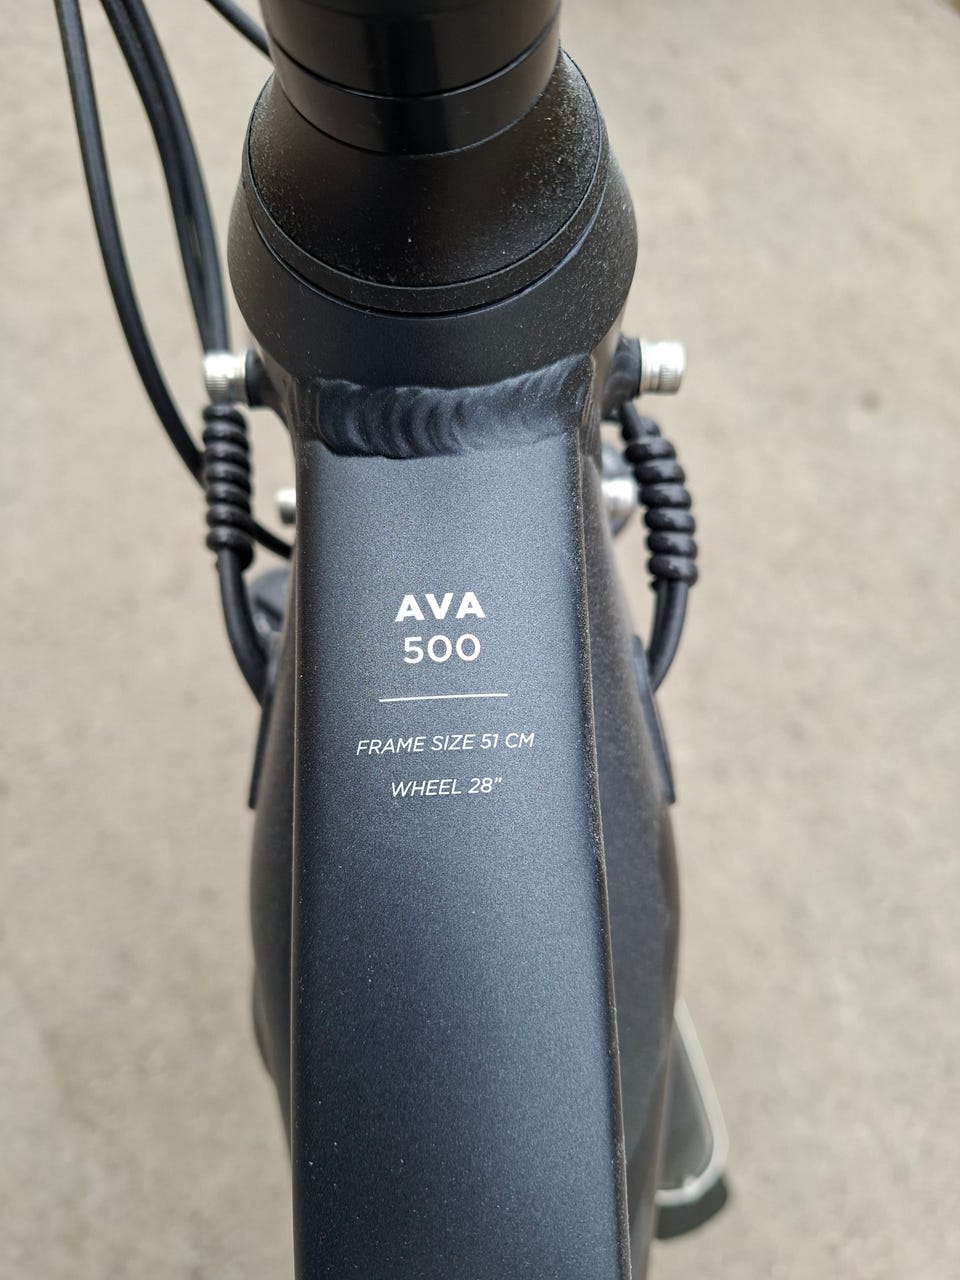 AVA
500
FRAME SIZE 51 CM
WHEEL 28”